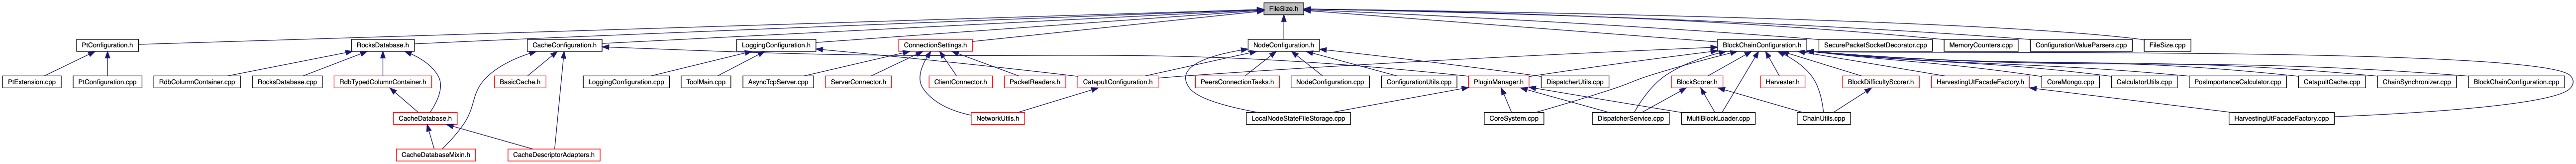 FileSize.h
PtConfiguration.h
RocksDatabase.h
CacheConfiguration.h
LoggingConfiguration.h
ConnectionSettings.h
NodeConfiguration.h
BlockChainConfiguration.h
SecurePacketSocketDecorator.cpp
MemoryCounters.cpp
ConfigurationValueParsers.cpp
FileSize.cpp
PtExtension.cpp
PtConfiguration.cpp
RdbColumnContainer.cpp
RocksDatabase.cpp
RdbTypedColumnContainer.h
BasicCache.h
LoggingConfiguration.cpp
ToolMain.cpp
AsyncTcpServer.cpp
ServerConnector.h
ClientConnector.h
PacketReaders.h
CatapultConfiguration.h
PeersConnectionTasks.h
NodeConfiguration.cpp
ConfigurationUtils.cpp
PluginManager.h
DispatcherUtils.cpp
BlockScorer.h
Harvester.h
BlockDifficultyScorer.h
HarvestingUtFacadeFactory.h
CoreMongo.cpp
CalculatorUtils.cpp
PosImportanceCalculator.cpp
CatapultCache.cpp
ChainSynchronizer.cpp
BlockChainConfiguration.cpp
CacheDatabase.h
NetworkUtils.h
LocalNodeStateFileStorage.cpp
CoreSystem.cpp
DispatcherService.cpp
MultiBlockLoader.cpp
ChainUtils.cpp
HarvestingUtFacadeFactory.cpp
CacheDatabaseMixin.h
CacheDescriptorAdapters.h